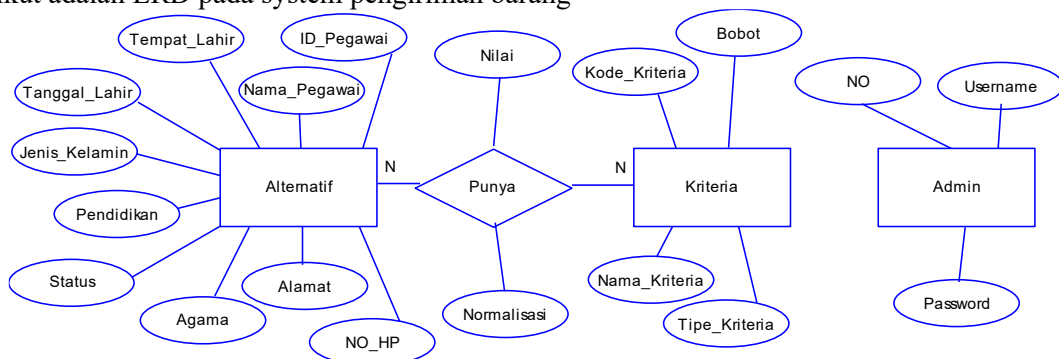 adalah ERD pada system pengiriman barang
Tempat_Lahir
ID_Pegawai
Nilai
Bobot
Kode_Kriteria
NO
Username
Tanggal_Lahir
Nama_Pegawai
Jenis_Kelamin
Alternatif
N
Punya
N
Kriteria
Admin
Pendidikan
Status
Alamat
Nama_Kriteria
Agama
Normalisasi
Password
NO_HP
Tipe_Kriteria